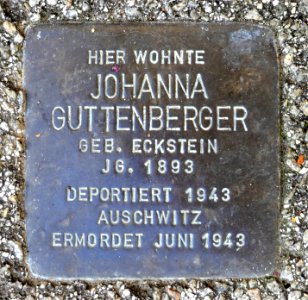 HIER WOHNTE
JOHANNA
GUTTENBERGER
GEB. ECKSTEIN
JG. 1893
DEPORTIERT 1943
AUSCHWITZ
ERMORDET JUNI 1943